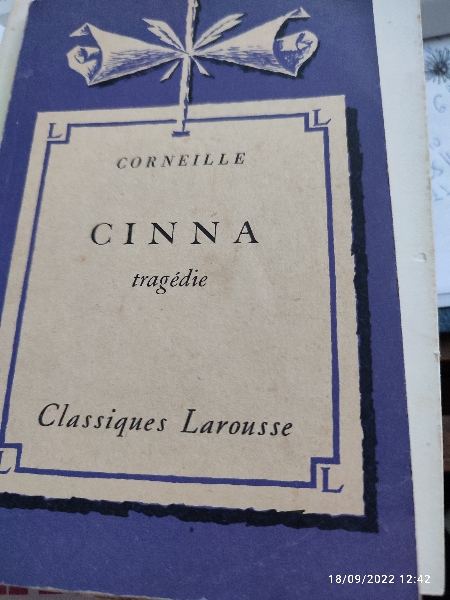 L L
CORNEILLE
CINNA
tragédie
Classiques Larousse
L L
18/09/2022 12:42